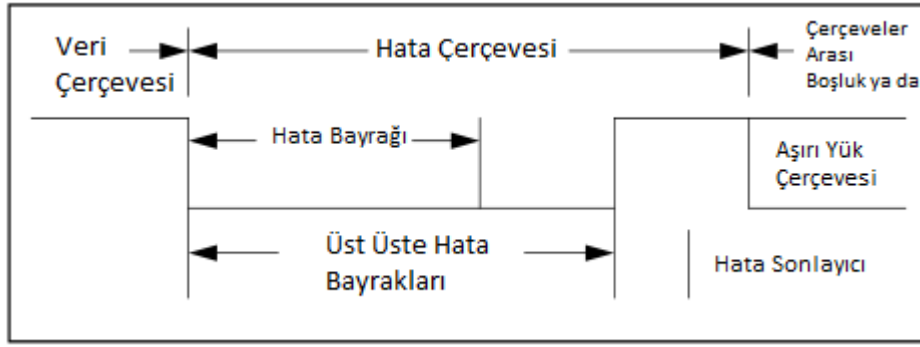 Veri
Çerçevesi
Hata Çerçevesi
Çerçeveler
Arası
Boşluk ya da
Hata Bayrağı
Aşırı Yük
Çerçevesi
Üst Üste Hata
Bayrakları
Hata Sonlayıcı